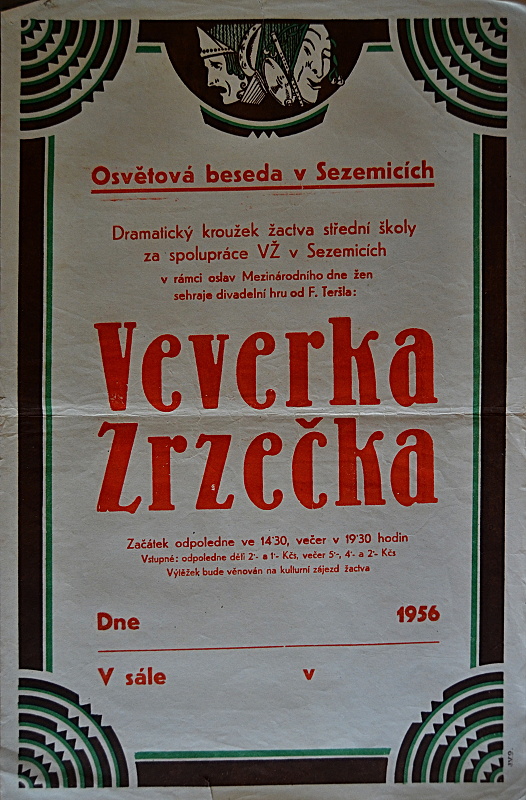 Osvětová beseda v Sezemicích
Dramatický kroužek žactva střední školy
za spolupráce VŽ v Sezemicích
v rámci oslav Mezinárodního dne žen
sehraje divadelní hru od F. Teršla:
Veverka
Zrzečka
Začátek odpoledne ve 14·30, večer v 19·30 hodin
Vstupné: odpoledne děti 2·- a 1·- Kčs, večer 5·-, 4·- a 2·- Kčs
Výtěžek bude věnován na kulturní zájezd žactva
Dne 1956
V sále v